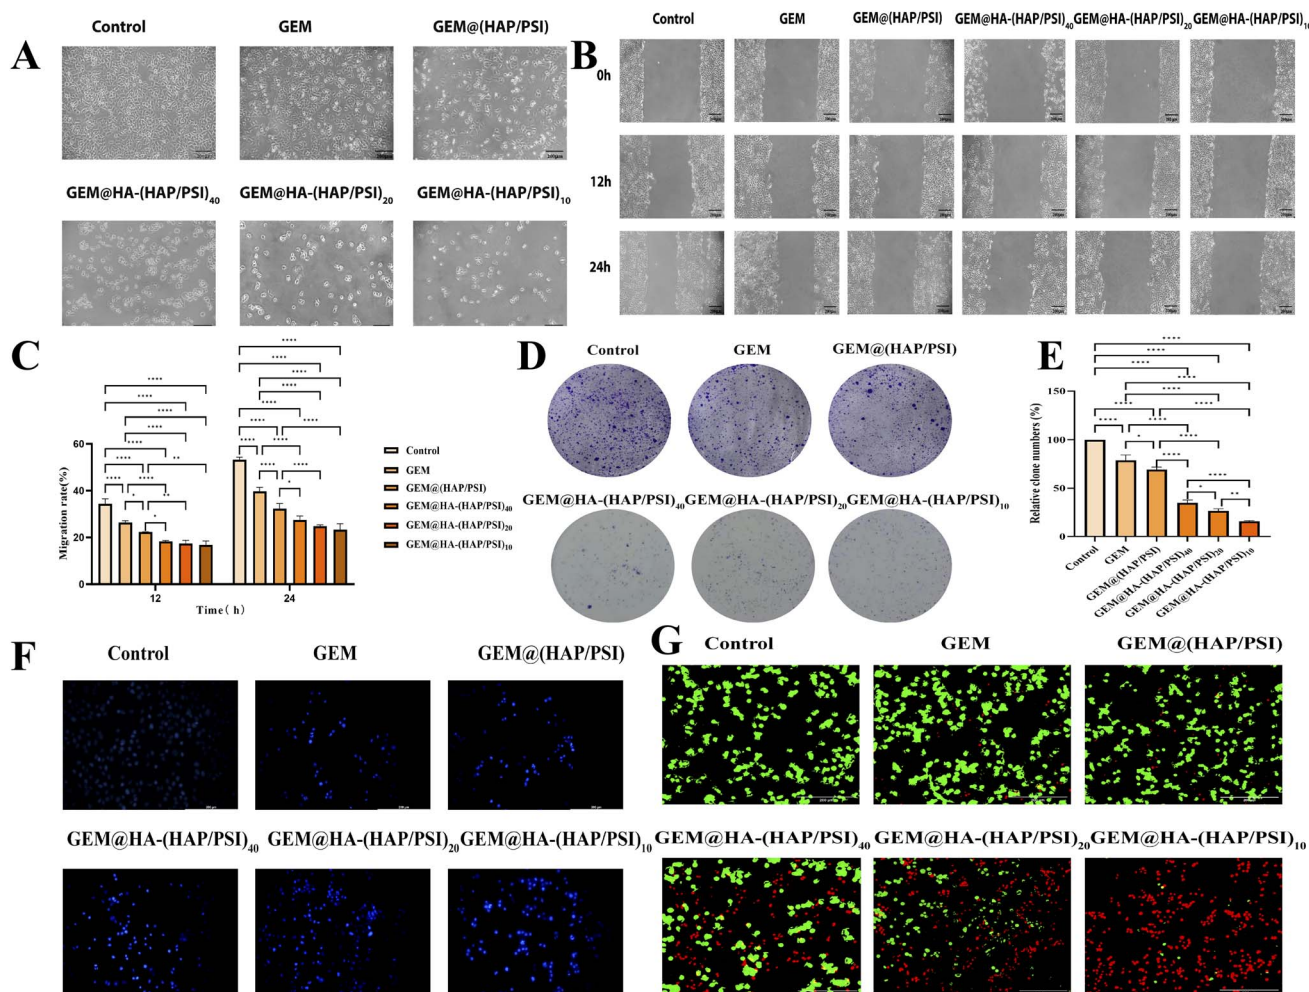 A
Control GEM GEM@(HAP/PSI)
200μm 200μm 200μm
GEM@HA-(HAP/PSI)40 GEM@HA-(HAP/PSI)20 GEM@HA-(HAP/PSI)10
B
Control GEM GEM@(HAP/PSI) GEM@HA-(HAP/PSI)40 GEM@HA-(HAP/PSI)20 GEM@HA-(HAP/PSI)10
0h
12h
24h
C
Migration rate(%)
60
40
20
0
12 24
Time( h)
**** **** **** **** **** **** **** ** **** **** * ** *
**** **** **** **** **** **** **** **** **** **** *
Control
GEM
GEM@(HAP/PSI)
GEM@HA-(HAP/PSI)40
GEM@HA-(HAP/PSI)20
GEM@HA-(HAP/PSI)10
D
Control GEM GEM@(HAP/PSI)
GEM@HA-(HAP/PSI)40 GEM@HA-(HAP/PSI)20 GEM@HA-(HAP/PSI)10
E
Relative clone numbers (%)
150
100
50
0
**** **** **** **** **** **** **** **** **** * **** **** **** * **
Control
GEM
GEM@(HAP/PSI)
GEM@HA-(HAP/PSI)40
GEM@HA-(HAP/PSI)20
GEM@HA-(HAP/PSI)10
F
Control GEM GEM@(HAP/PSI)
GEM@HA-(HAP/PSI)40 GEM@HA-(HAP/PSI)20 GEM@HA-(HAP/PSI)10
G
Control GEM GEM@(HAP/PSI)
GEM@HA-(HAP/PSI)40 GEM@HA-(HAP/PSI)20 GEM@HA-(HAP/PSI)10